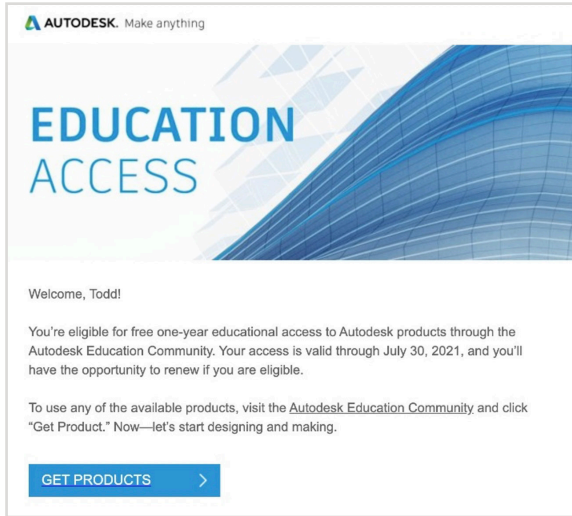 AUTODESK. Make anything
EDUCATION
ACCESS
Welcome, Todd!
You’re eligible for free one-year educational access to Autodesk products through the
Autodesk Education Community. Your access is valid through July 30, 2021, and you’ll
have the opportunity to renew if you are eligible.
To use any of the available products, visit the Autodesk Education Community and click
“Get Product.” Now—let’s start designing and making.
GET PRODUCTS